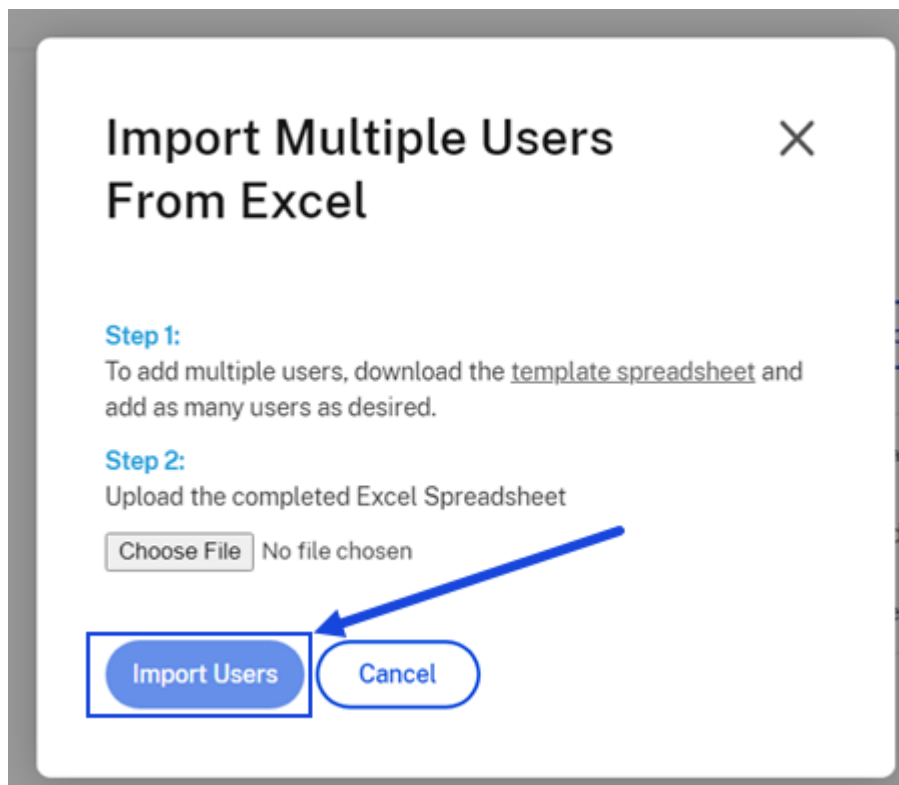 Import Multiple Users
From Excel
Step 1:
To add multiple users, download the template spreadsheet and
add as many users as desired.
Step 2:
Upload the completed Excel Spreadsheet
Choose File No file chosen
Import Users Cancel